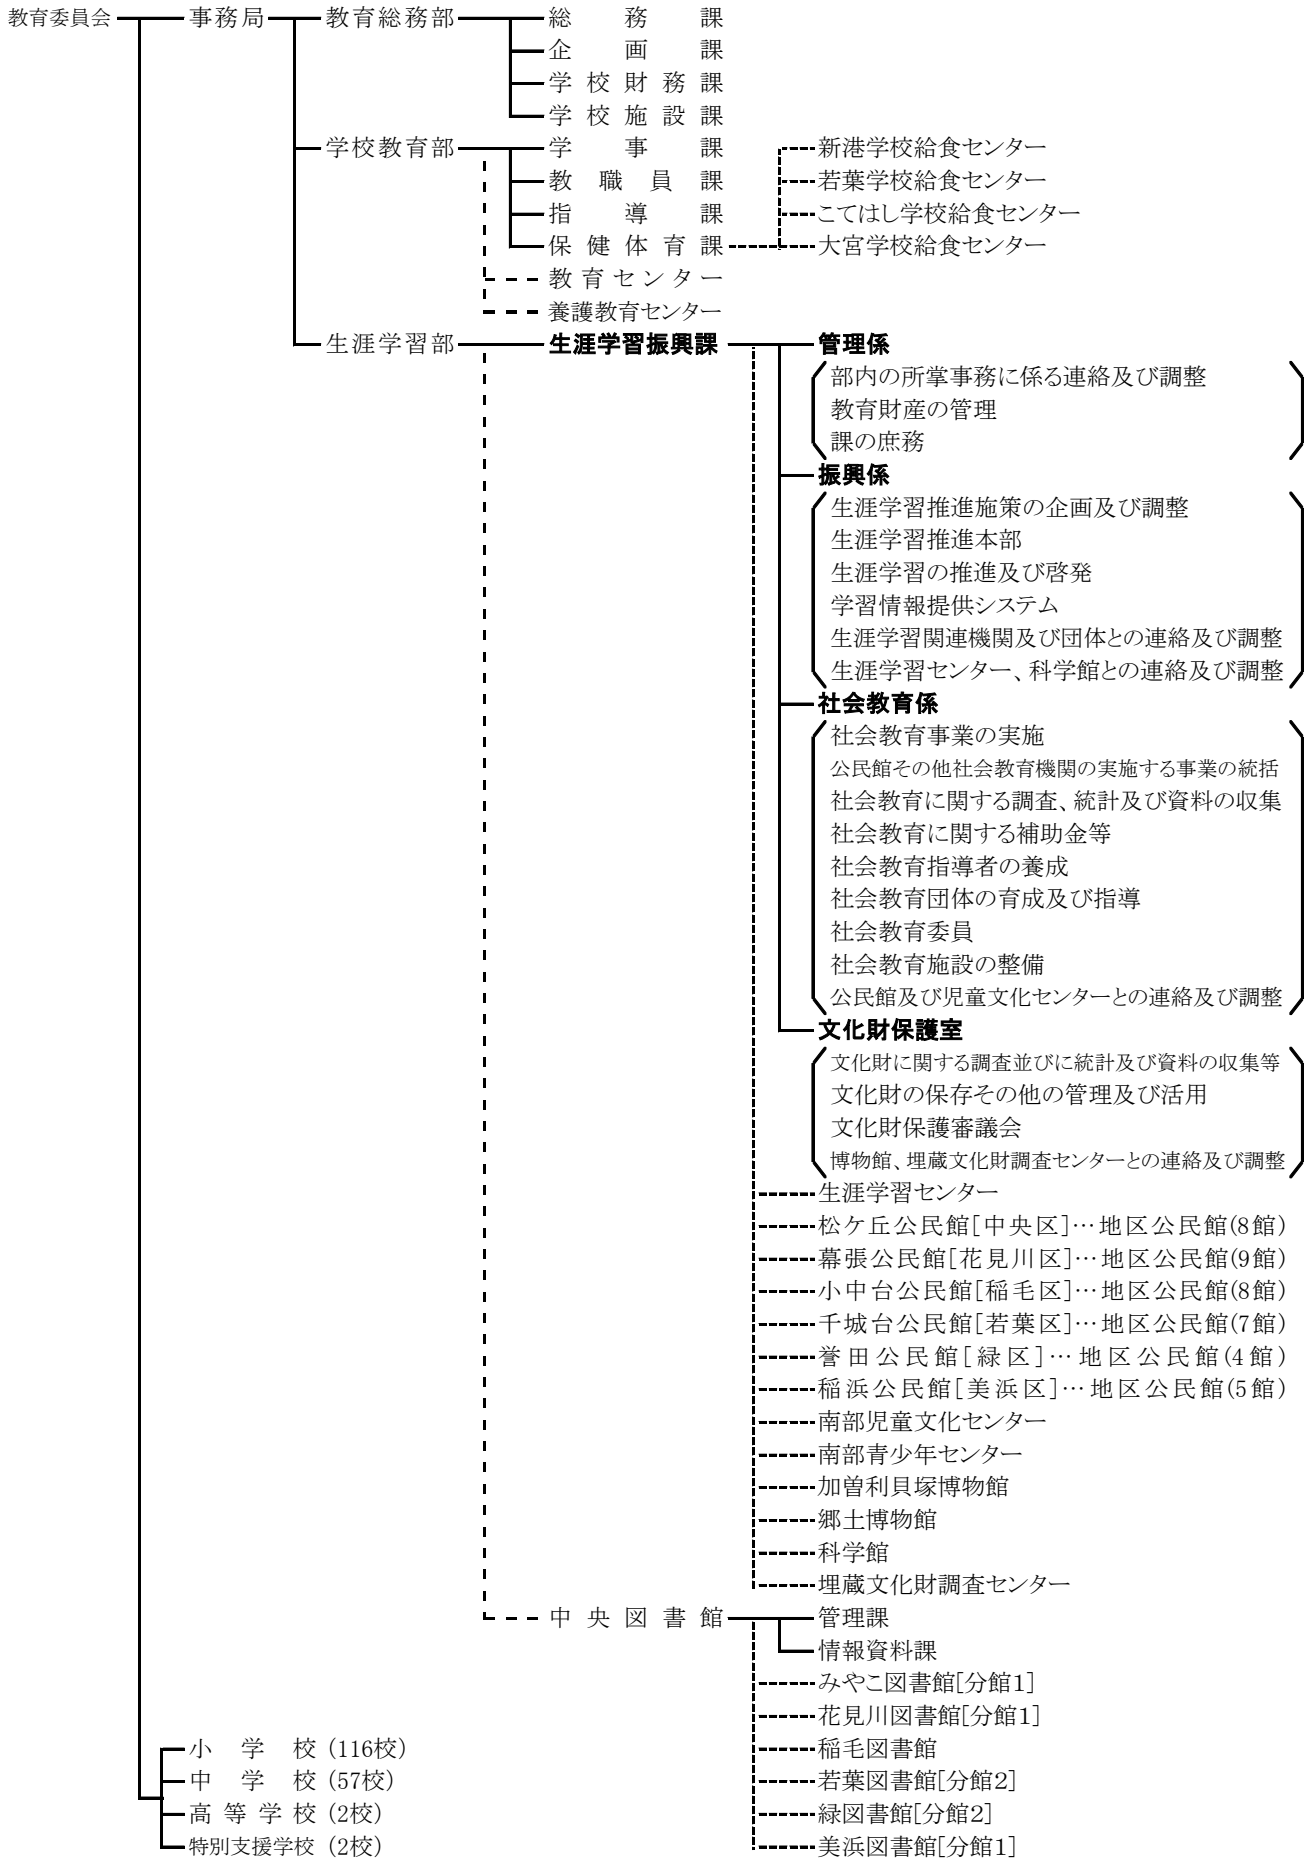 教育委員会 事務局 教育総務部 総務課
企画課
学校財務課
学校施設課
学校教育部 学事課 新港学校給食センター
教職員課 若葉学校給食センター
指導課 こてはし学校給食センター
保健体育課 大宮学校給食センター
教育センター
養護教育センター
生涯学習部 生涯学習振興課 管理係
部内の所掌事務に係る連絡及び調整
教育財産の管理
課の庶務
振興係
生涯学習推進施策の企画及び調整
生涯学習推進本部
生涯学習の推進及び啓発
学習情報提供システム
生涯学習関連機関及び団体との連絡及び調整
生涯学習センター、科学館との連絡及び調整
社会教育係
社会教育事業の実施
公民館その他社会教育機関の実施する事業の統括
社会教育に関する調査、統計及び資料の収集
社会教育に関する補助金等
社会教育指導者の養成
社会教育団体の育成及び指導
社会教育委員
社会教育施設の整備
公民館及び児童文化センターとの連絡及び調整
文化財保護室
文化財に関する調査並びに統計及び資料の収集等
文化財の保存その他の管理及び活用
文化財保護審議会
博物館、埋蔵文化財調査センターとの連絡及び調整
生涯学習センター
松ケ丘公民館[中央区]…地区公民館(8館)
幕張公民館[花見川区]…地区公民館(9館)
小中台公民館[稲毛区]…地区公民館(8館)
千城台公民館[若葉区]…地区公民館(7館)
誉田公民館[緑区]…地区公民館(4館)
稲浜公民館[美浜区]…地区公民館(5館)
南部児童文化センター
南部青少年センター
加曽利貝塚博物館
郷土博物館
科学館
埋蔵文化財調査センター
中央図書館 管理課
情報資料課
みやこ図書館[分館1]
花見川図書館[分館1]
小学校(116校) 稲毛図書館
中学校(57校) 若葉図書館[分館2]
高等学校(2校) 緑図書館[分館2]
特別支援学校(2校) 美浜図書館[分館1]